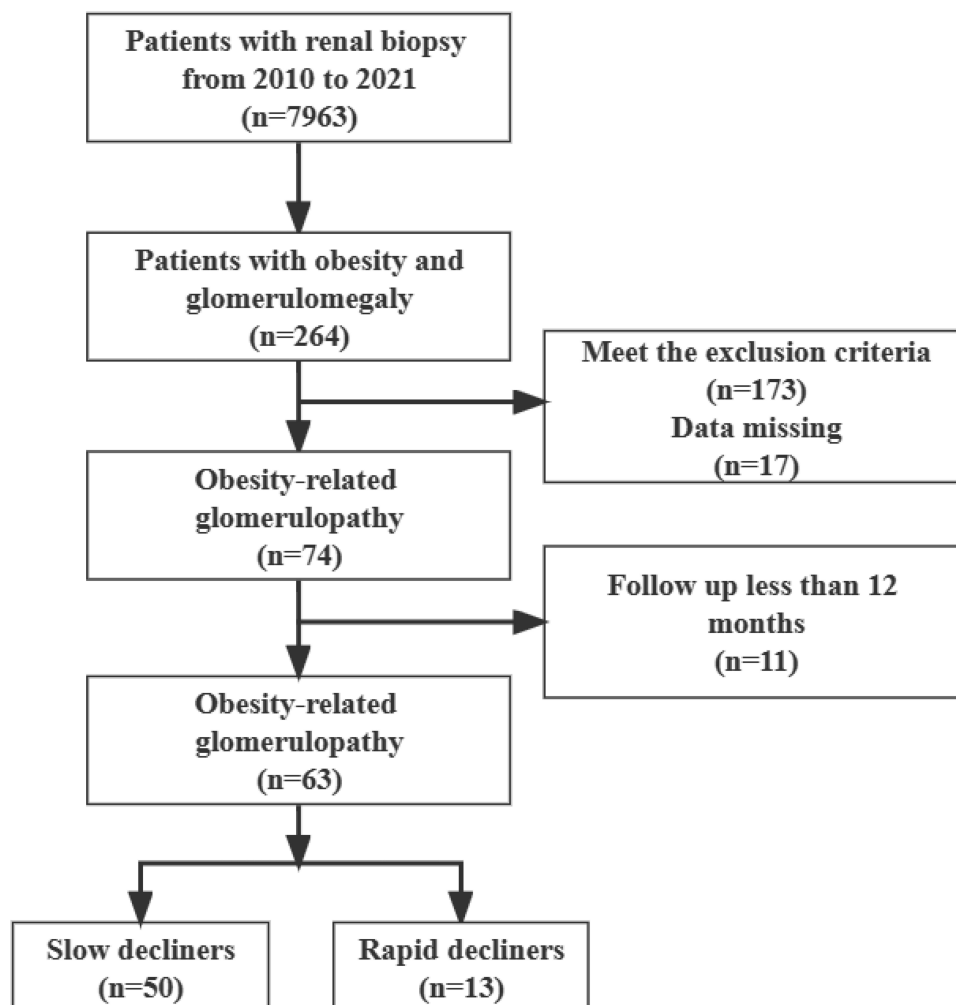 Patients with renal biopsy
from 2010 to 2021
(n=7963)
Patients with obesity and
glomerulomegaly
(n=264)
Meet the exclusion criteria
(n=173)
Data missing
(n=17)
Obesity-related
glomerulopathy
(n=74)
Follow up less than 12
months
(n=11)
Obesity-related
glomerulopathy
(n=63)
Slow decliners
(n=50)
Rapid decliners
(n=13)